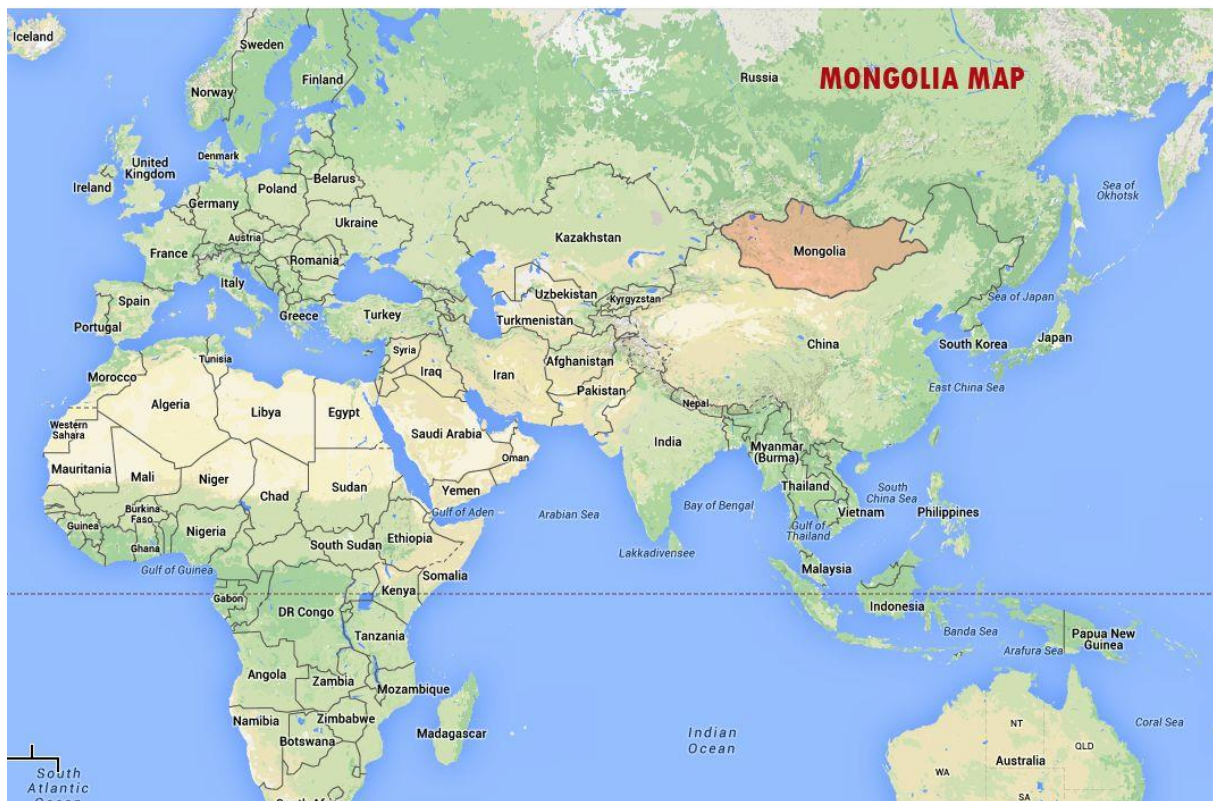 Iceland
Sweden
Finland
Norway
Russia
MONGOLIA MAP
Denmark
United
Kingdom
Ireland
Belarus
Poland
Germany
Sea of
Okhotsk
Ukraine
Austria
Kazakhstan
Mongolia
France
Romania
Italy
Uzbekistan
Kyrgyzstan
Sea of Japan
Spain
Portugal
Greece
Turkey
Turkmenistan
Japan
South Korea
China
Syria
Tunisia
Afghanistan
Iraq
Iran
Morocco
Pakistan
East China Sea
Nepal
Algeria
Libya
Egypt
Western
Sahara
Saudi Arabia
India
Myanmar
(Burma)
Oman
Mauritania
Mali
Niger
Chad
Sudan
Yemen
Thailand
South
China Sea
Gulf of Aden
Arabian Sea
Bay of Bengal
Vietnam
Philippines
Burkina
Faso
Guinea
Ghana
Nigeria
South Sudan
Ethiopia
Gulf of
Thailand
Lakkadivensee
Gulf of Guinea
Somalia
Malaysia
Gabon
DR Congo
Kenya
Indonesia
Tanzania
Banda Sea
Papua New
Guinea
Arafura Sea
Angola
Zambia
Mozambique
Namibia
Zimbabwe
Madagascar
Botswana
Indian
Ocean
Coral Sea
NT
QLD
Australia
WA
SA
South
Atlantic